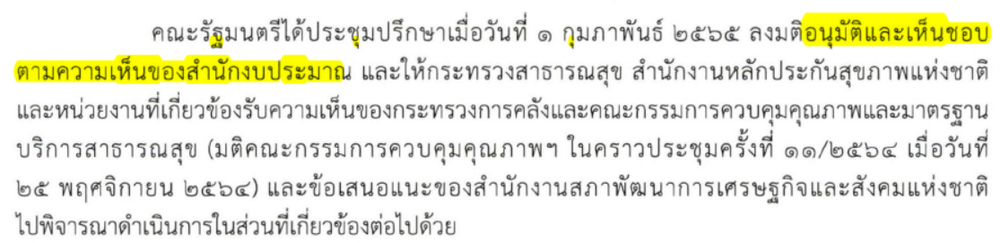 คณะรัฐมนตรีได้ประชุมปรึกษาเมื่อวันที่ ๑ กุมภาพันธ์ ๒๕๖๕ ลงมติอนุมัติและเห็นชอบ
ตามความเห็นของสำนักงบประมาณ และให้กระทรวงสาธารณสุข สำนักงานหลักประกันสุขภาพแห่งชาติ
และหน่วยงานที่เกี่ยวข้องรับความเห็นของกระทรวงการคลังและคณะกรรมการควบคุมคุณภาพและมาตรฐาน
บริการสาธารณสุข (มติคณะกรรมการควบคุมคุณภาพฯ ในคราวประชุมครั้งที่ ๑๑/๒๕๖๔ เมื่อวันที่
๒๕ พฤศจิกายน ๒๕๖๔) และข้อเสนอแนะของสำนักงานสภาพัฒนาการเศรษฐกิจและสังคมแห่งชาติ
ไปพิจารณาดำเนินการในส่วนที่เกี่ยวข้องต่อไปด้วย